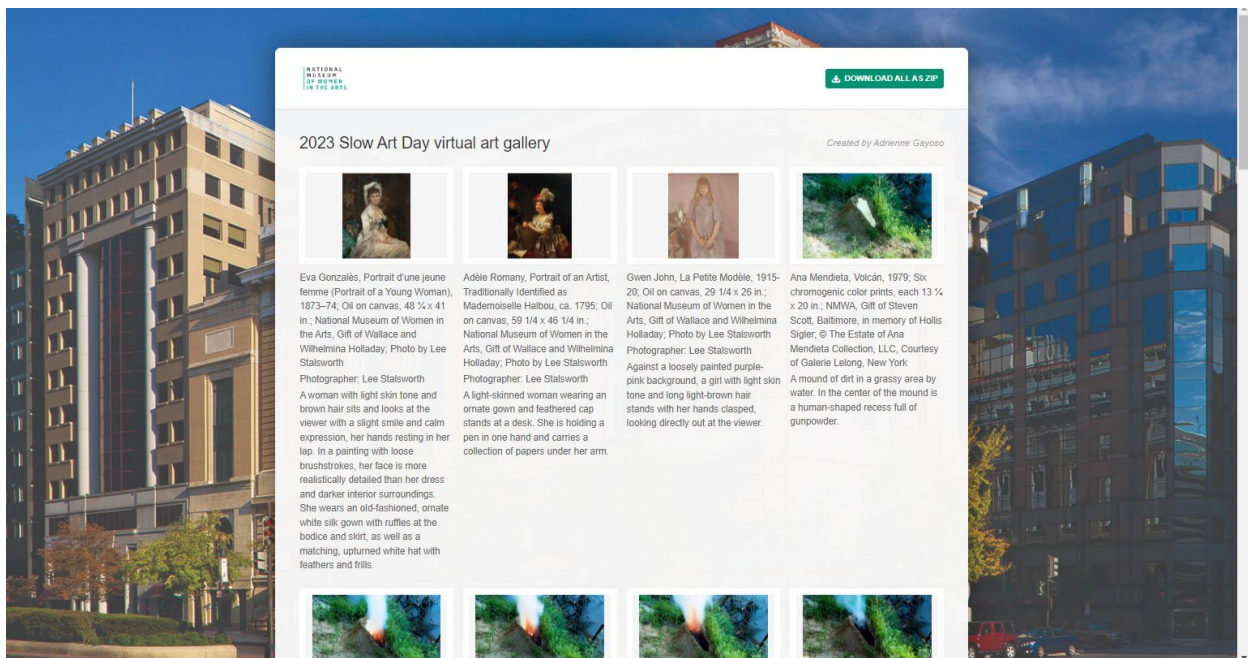 NATIONAL
MUSEUM
OF WOMEN
IN THE ARTS
DOWNLOAD ALL AS ZIP
2023 Slow Art Day virtual art gallery
Created by Adrienne Gayoso
Eva Gonzalès, Portrait d'une jeune
femme (Portrait of a Young Woman),
1873–74; Oil on canvas, 48 ¼ x 41
in.; National Museum of Women in
the Arts, Gift of Wallace and
Wilhelmina Holladay; Photo by Lee
Stalsworth
Photographer: Lee Stalsworth
A woman with light skin tone and
brown hair sits and looks at the
viewer with a slight smile and calm
expression, her hands resting in her
lap. In a painting with loose
brushstrokes, her face is more
realistically detailed than her dress
and darker interior surroundings.
She wears an old-fashioned, ornate
white silk gown with ruffles at the
bodice and skirt, as well as a
matching, upturned white hat with
feathers and frills.
Adèle Romany, Portrait of an Artist,
Traditionally Identified as
Mademoiselle Halbou, ca. 1795; Oil
on canvas, 59 1/4 x 46 1/4 in.;
National Museum of Women in the
Arts, Gift of Wallace and Wilhelmina
Holladay; Photo by Lee Stalsworth
Photographer: Lee Stalsworth
A light-skinned woman wearing an
ornate gown and feathered cap
stands at a desk. She is holding a
pen in one hand and carries a
collection of papers under her arm.
Gwen John, La Petite Modèle, 1915-
20; Oil on canvas, 29 1/4 x 26 in.;
National Museum of Women in the
Arts, Gift of Wallace and Wilhelmina
Holladay; Photo by Lee Stalsworth
Photographer: Lee Stalsworth
Against a loosely painted purple-
pink background, a girl with light skin
tone and long light-brown hair
stands with her hands clasped,
looking directly out at the viewer.
Ana Mendieta, Volcán, 1979; Six
chromogenic color prints, each 13 ¼
x 20 in.; NMWA, Gift of Steven
Scott, Baltimore, in memory of Hollis
Sigler; © The Estate of Ana
Mendieta Collection, LLC, Courtesy
of Galerie Lelong, New York
A mound of dirt in a grassy area by
water. In the center of the mound is
a human-shaped recess full of
gunpowder.